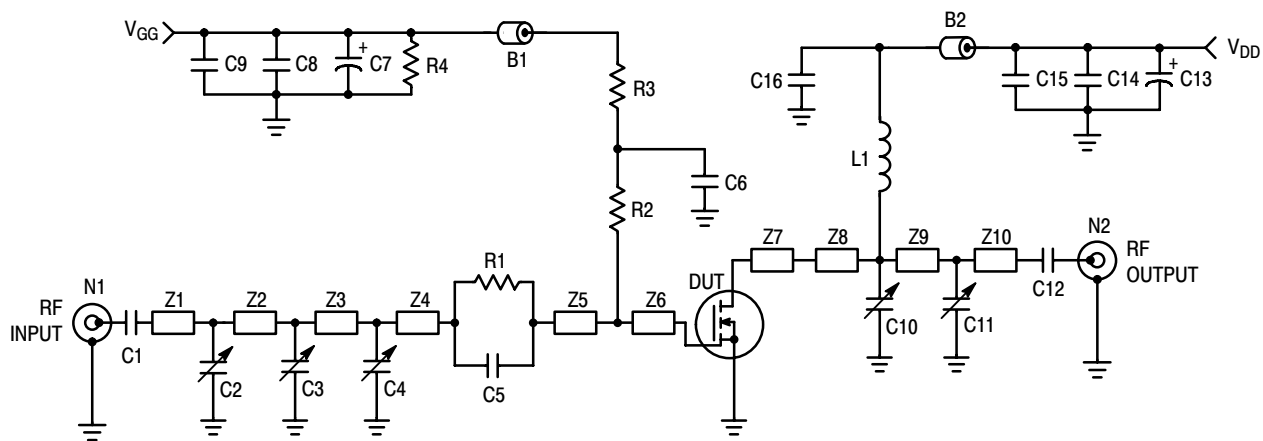 VGG
C9
C8
+
C7
R4
B1
R3
C6
R2
B2
VDD
C16
C15
C14
+
C13
L1
N1
RF
INPUT
C1
Z1
Z2
Z3
Z4
R1
C5
Z5
Z6
C2
C3
C4
DUT
Z7
Z8
Z9
Z10
C10
C11
C12
N2
RF
OUTPUT